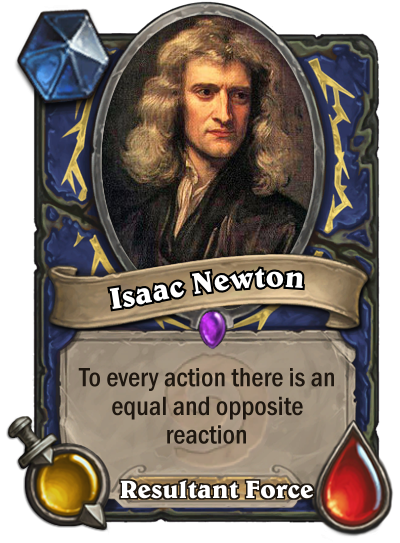 Isaac Newton
To every action there is an
equal and opposite
reaction
Resultant Force